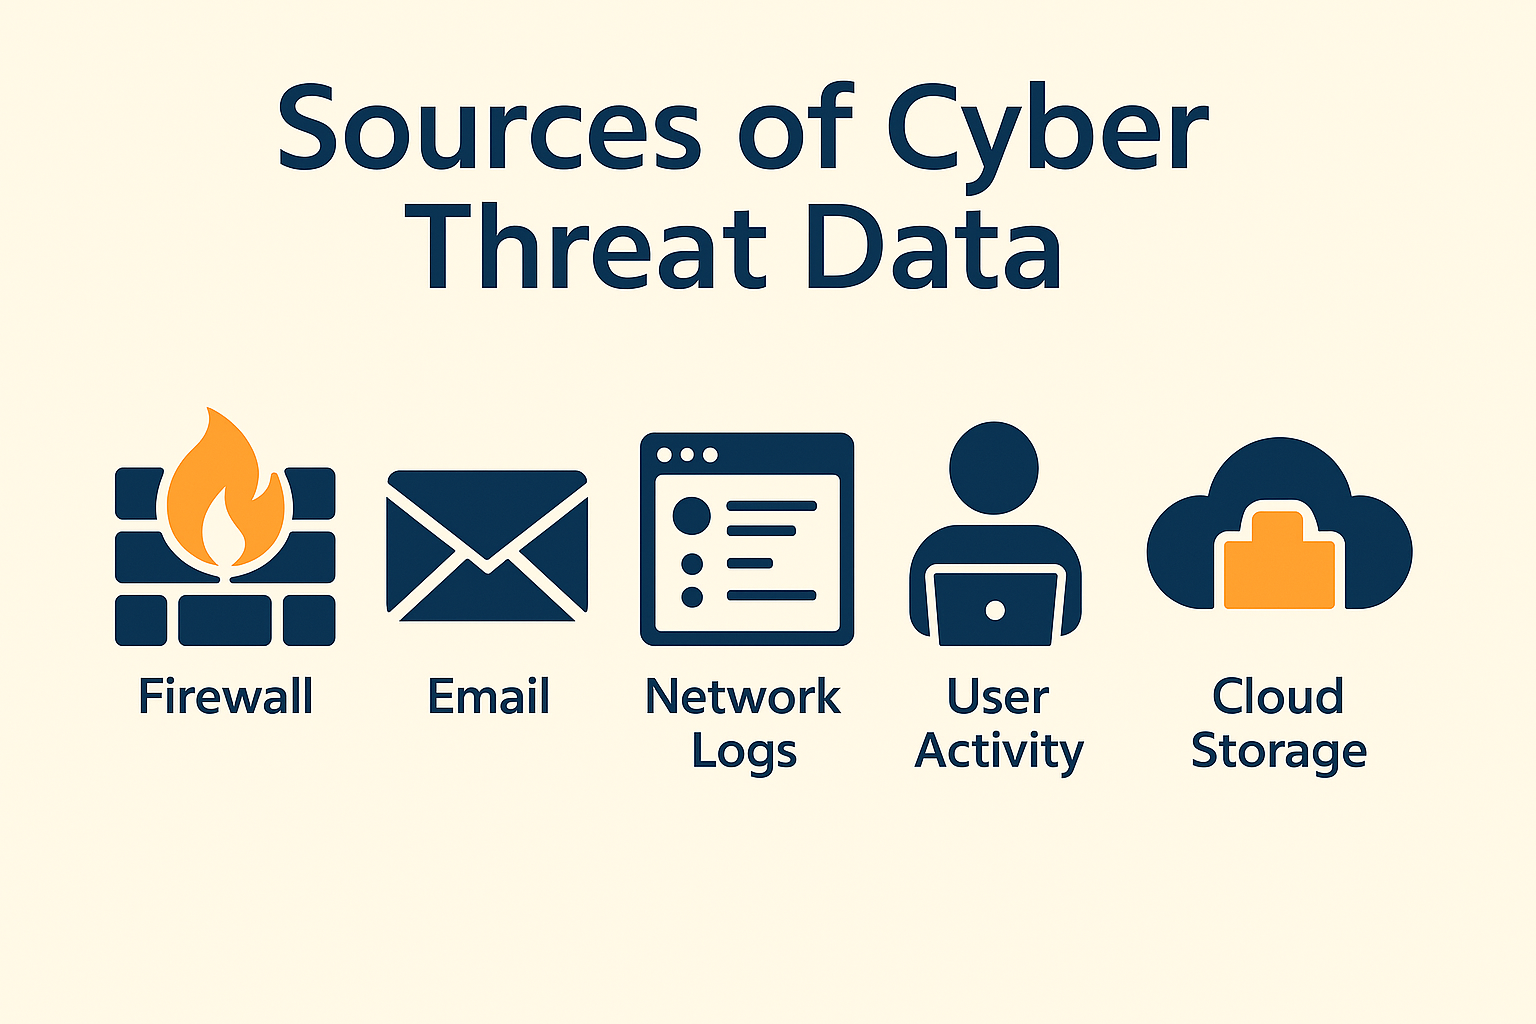 Sources of Cyber
Threat Data
Firewall
Email
Network
Logs
User
Activity
Cloud
Storage